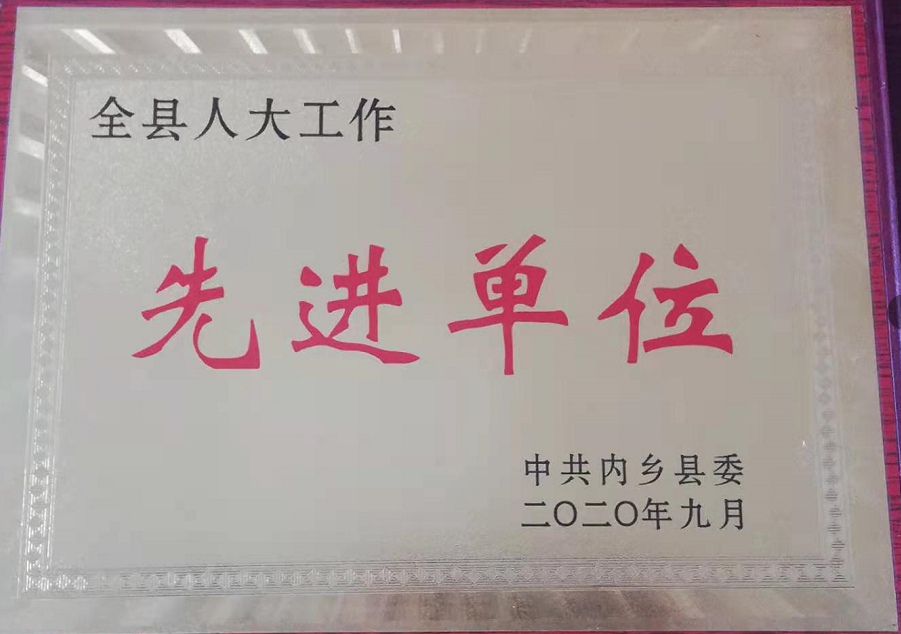 全县人大工作
先进单位
中共内乡县委
二〇二〇年九月